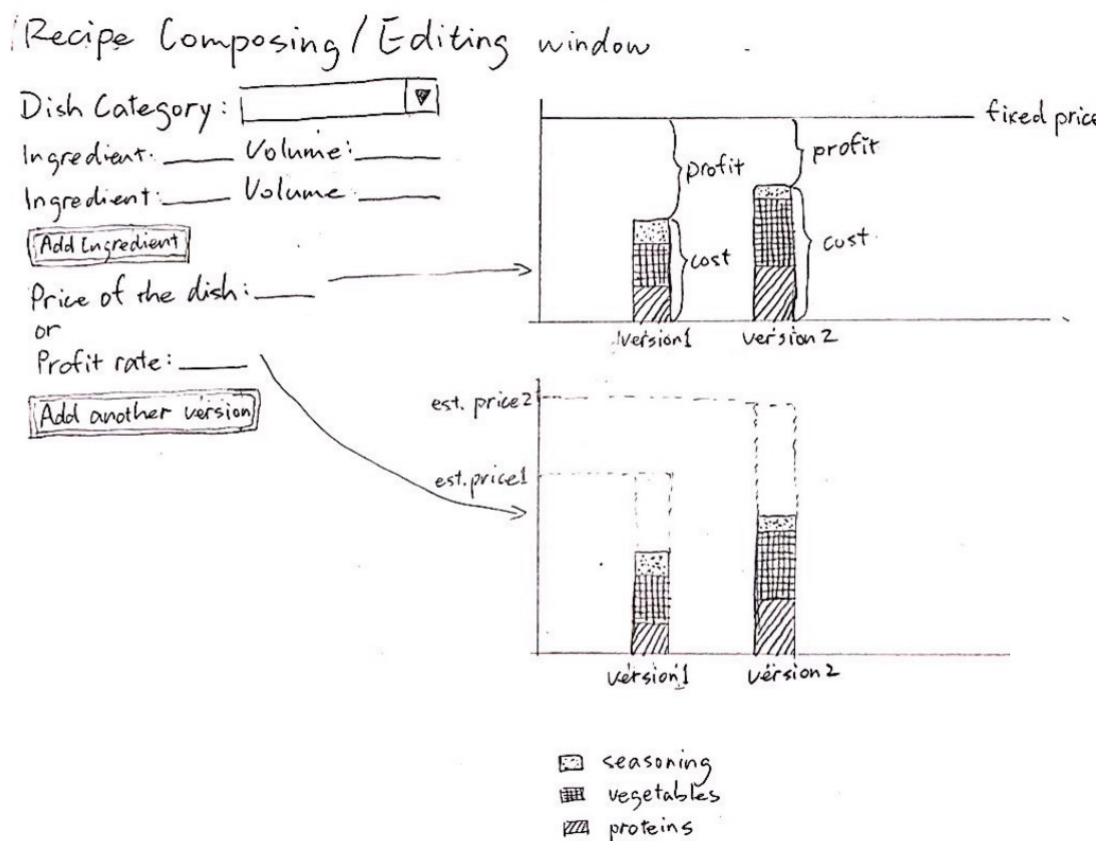 Recipe Composing / Editing window
Dish Category:
Ingredient: Volume:
Ingredient: Volume
Add Ingredient
Price of the dish:
or
Profit rate:
Add another version
fixed price
profit
profit
cost
cost.
version1
version 2
est. price2
est. price1
version1
version 2
seasoning
vegetables
proteins